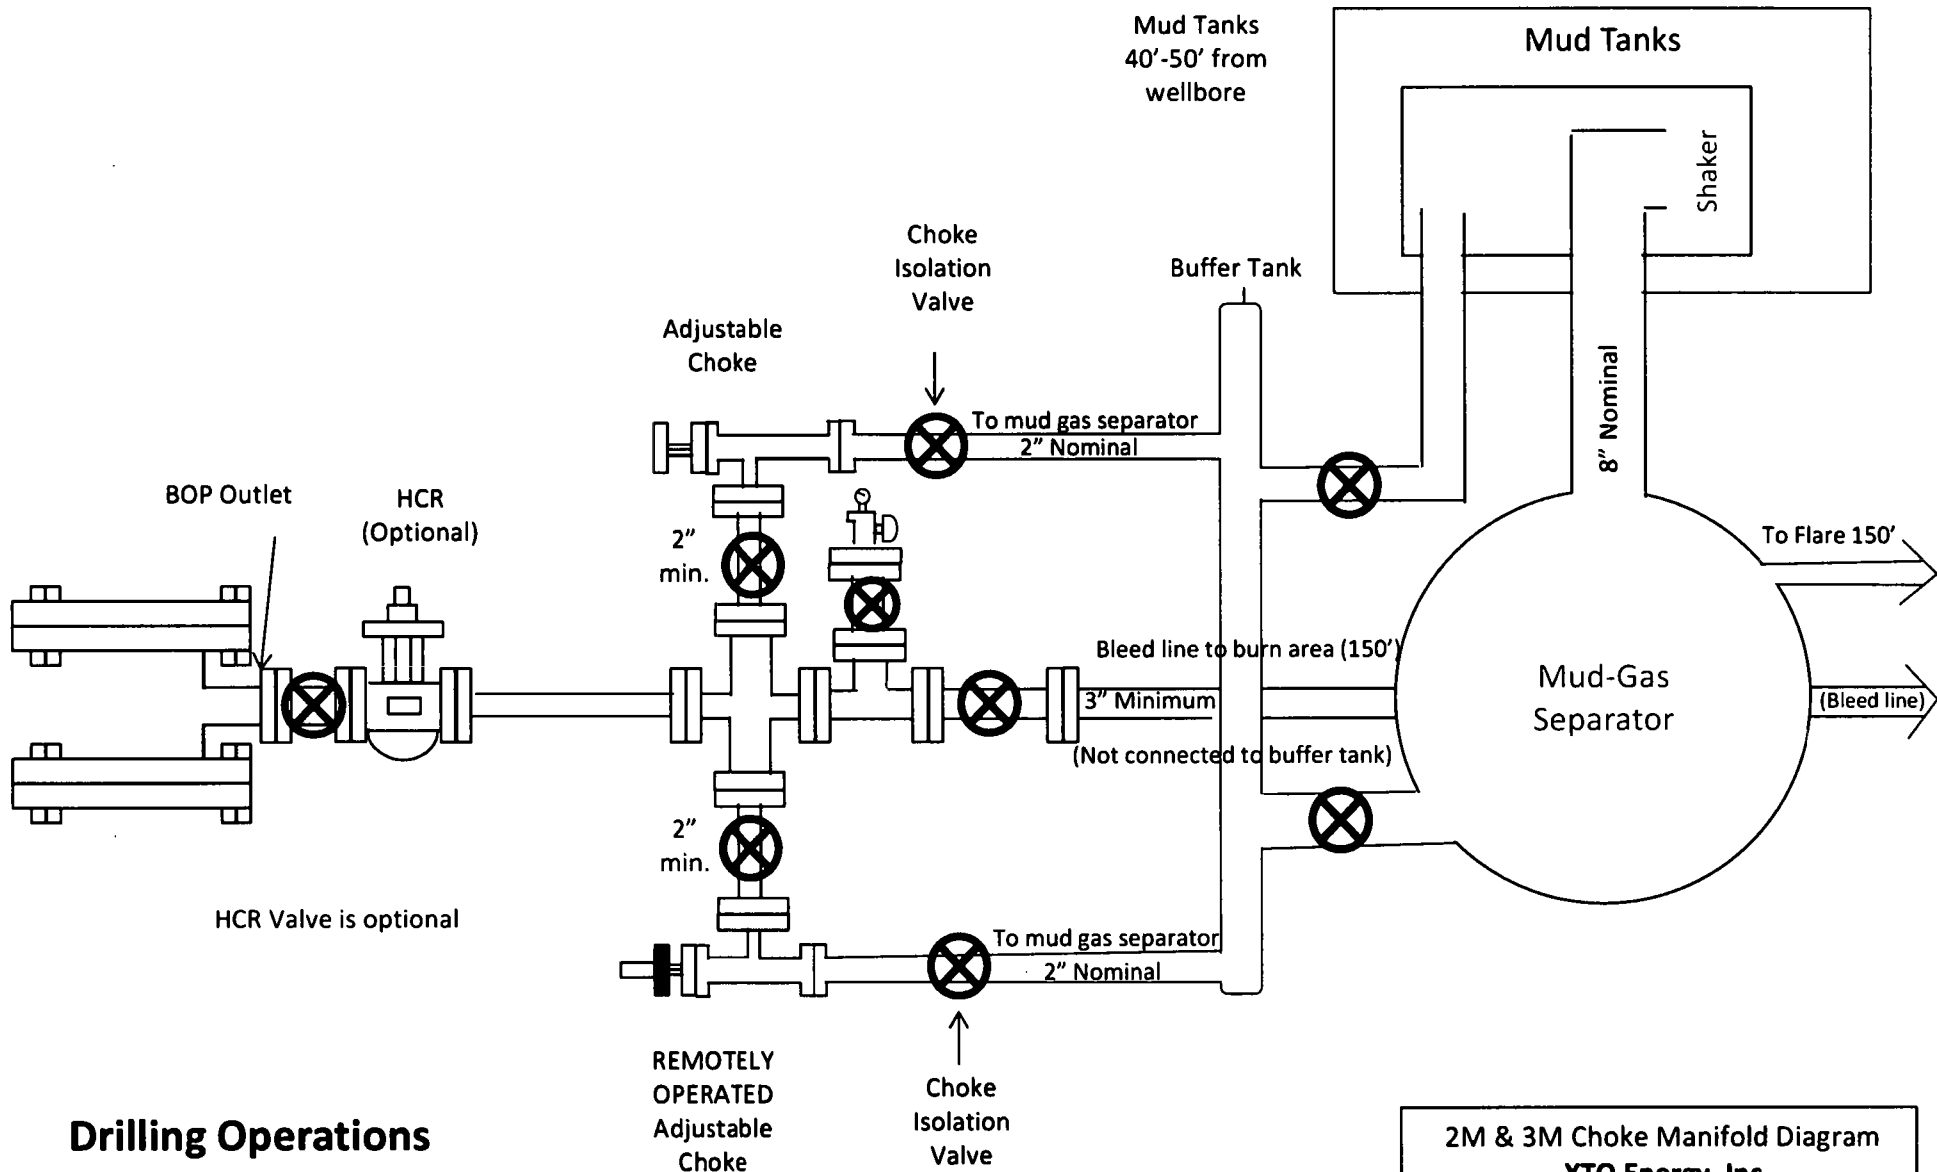 Mud Tanks
40'-50' from
wellbore
Mud Tanks
Shaker
Choke
Isolation
Valve
Buffer Tank
Adjustable
Choke
To mud gas separator
2" Nominal
8" Nominal
BOP Outlet
HCR
(Optional)
2"
min.
To Flare 150'
Bleed line to burn area (150')
3" Minimum
(Not connected to buffer tank)
Mud-Gas
Separator
(Bleed line)
2"
min.
HCR Valve is optional
To mud gas separator
2" Nominal
REMOTELY
OPERATED
Adjustable
Choke
Choke
Isolation
Valve
Drilling Operations
2M & 3M Choke Manifold Diagram
XTO Energy, Inc.